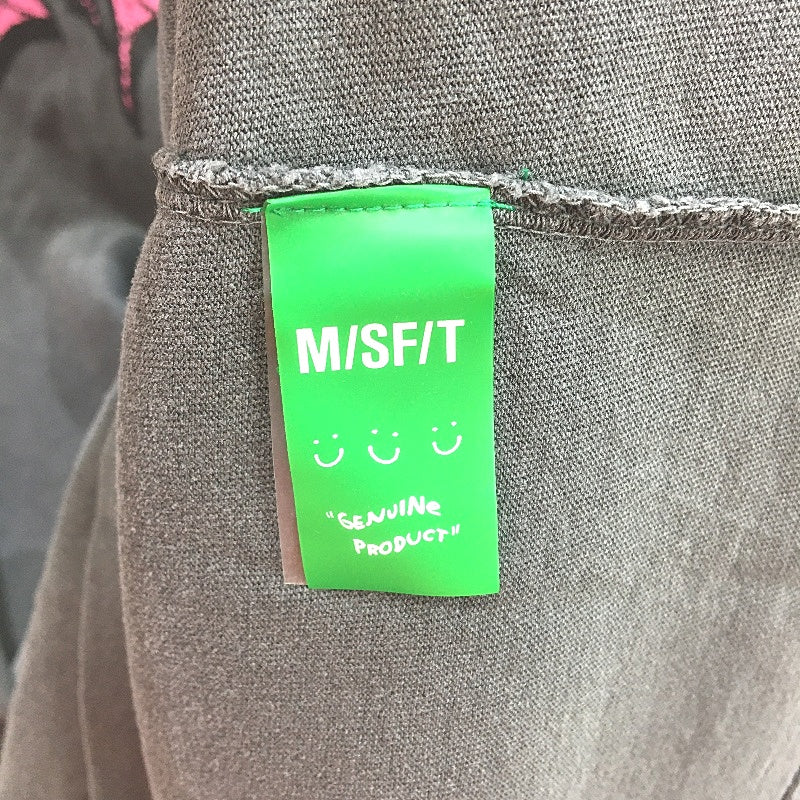 M/SF/T
"GENUINE
PRODUCT"